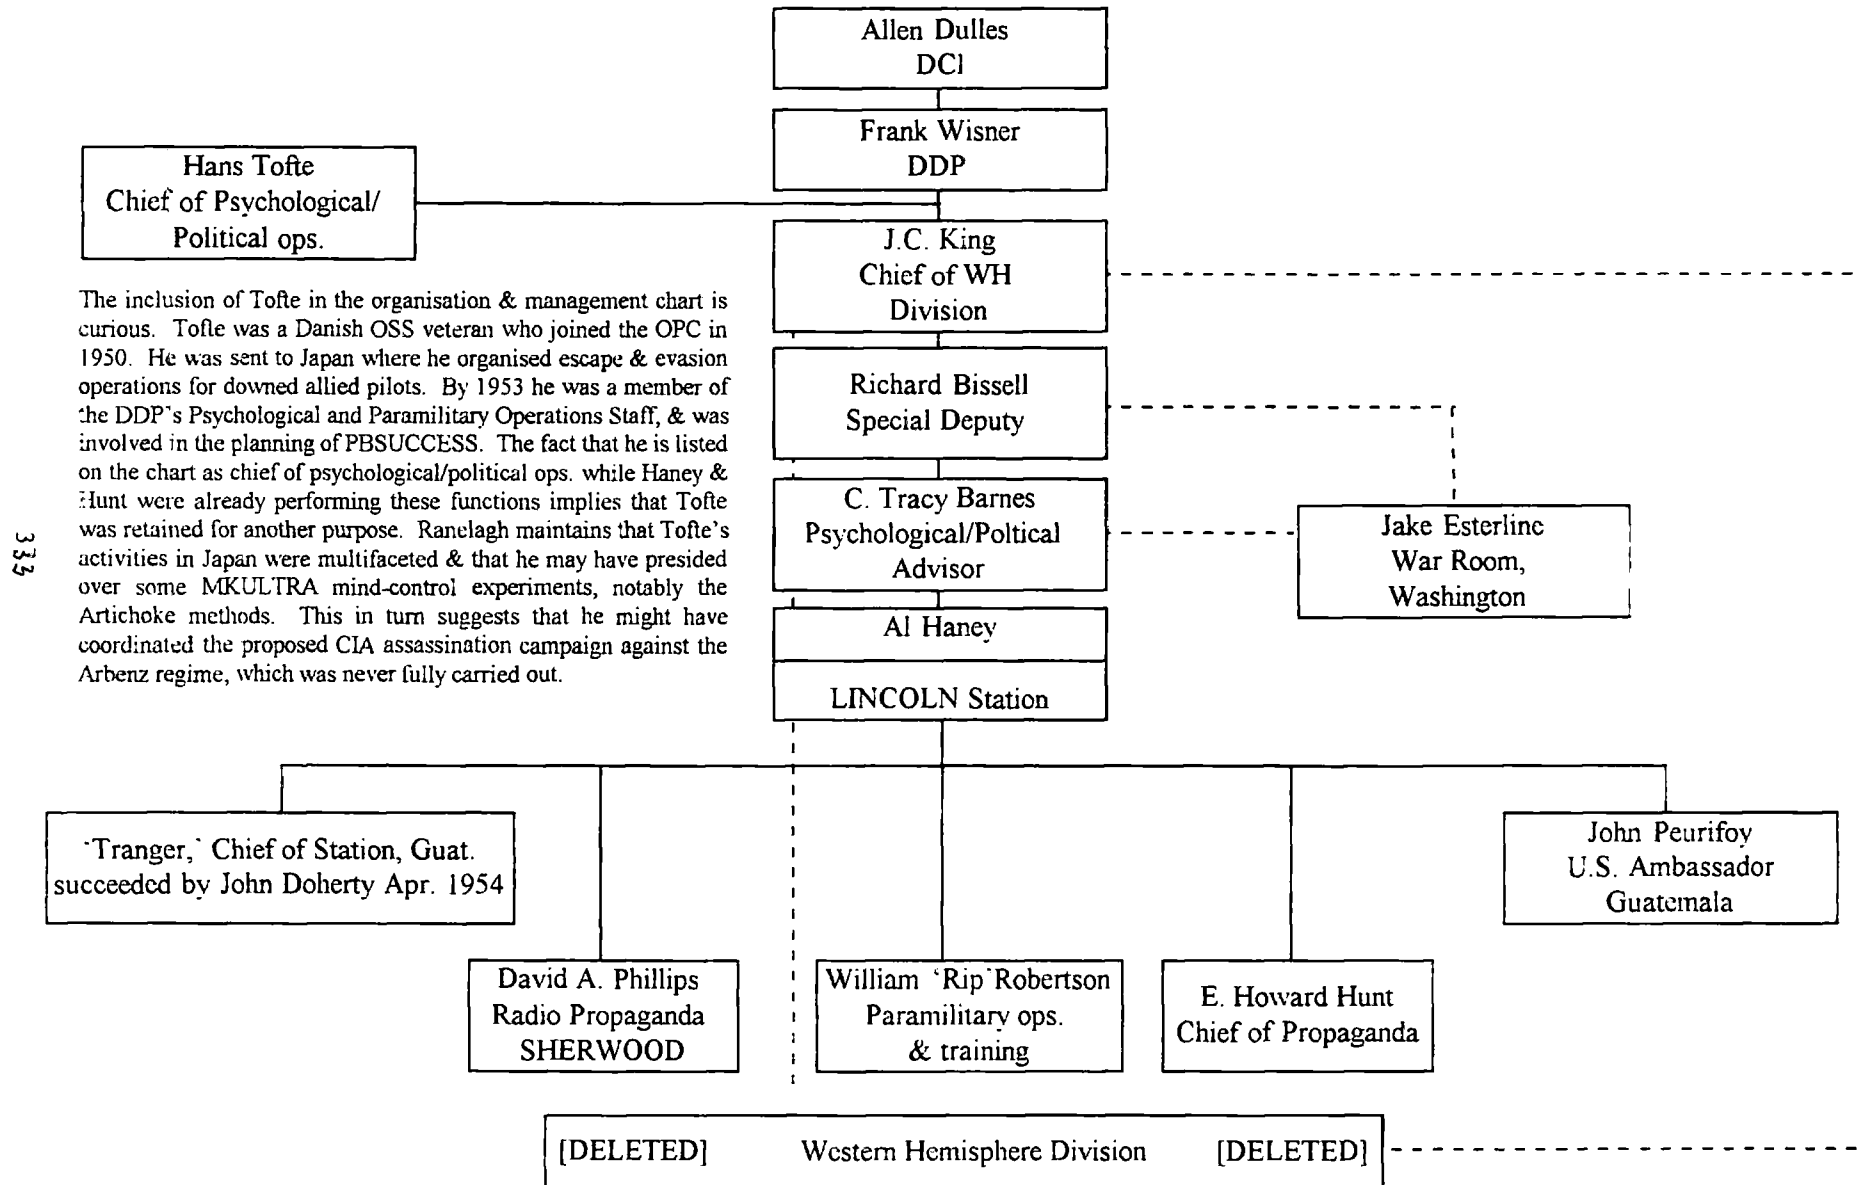 Allen Dulles
DCI
Frank Wisner
DDP
Hans Tofte
Chief of Psychological/
Political ops.
J.C. King
Chief of WH
Division
The inclusion of Tofte in the organisation & management chart is
curious. Tofte was a Danish OSS veteran who joined the OPC in
1950. He was sent to Japan where he organised escape & evasion
operations for downed allied pilots. By 1953 he was a member of
the DDP's Psychological and Paramilitary Operations Staff, & was
involved in the planning of PBSUCCESS. The fact that he is listed
on the chart as chief of psychological/political ops. while Haney &
Hunt were already performing these functions implies that Tofte
was retained for another purpose. Ranelagh maintains that Tofte's
activities in Japan were multifaceted & that he may have presided
over some MKULTRA mind-control experiments, notably the
Artichoke methods. This in turn suggests that he might have
coordinated the proposed CIA assassination campaign against the
Arbenz regime, which was never fully carried out.
333
Richard Bissell
Special Deputy
C. Tracy Barnes
Psychological/Poltical
Advisor
Jake Esterline
War Room,
Washington
Al Haney
LINCOLN Station
'Tranger,' Chief of Station, Guat.
succeeded by John Doherty Apr. 1954
John Peurifoy
U.S. Ambassador
Guatemala
David A. Phillips
Radio Propaganda
SHERWOOD
William 'Rip' Robertson
Paramilitary ops.
& training
E. Howard Hunt
Chief of Propaganda
[DELETED] Western Hemisphere Division [DELETED]